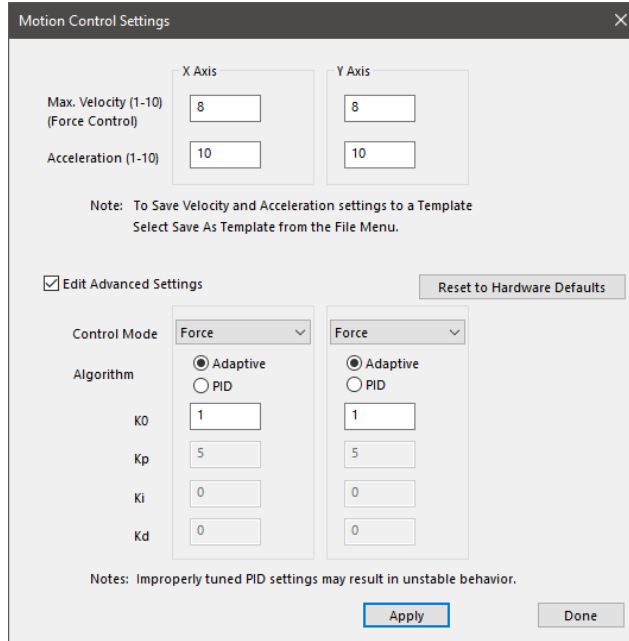 Motion Control Settings
X Axis Y Axis
Max. Velocity (1-10) 8 8
(Force Control)
Acceleration (1-10) 10 10
Note: To Save Velocity and Acceleration settings to a Template
Select Save As Template from the File Menu.
Edit Advanced Settings Reset to Hardware Defaults
Control Mode Force Force
Algorithm Adaptive Adaptive
PID PID
K0 1 1
Kp 5 5
Ki 0 0
Kd 0 0
Notes: Improperly tuned PID settings may result in unstable behavior.
Apply Done